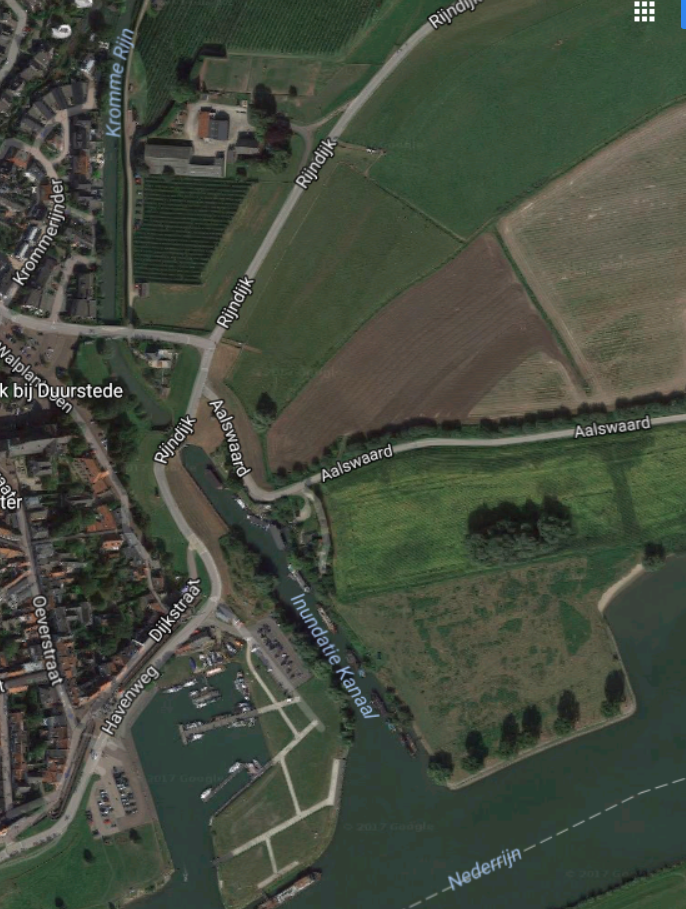 Rijndijk
Kromme Rijn
Rijndijk
Krommerijnder
Rijndijk
k bij Duurstede
Rijndijk
Aalswaard
Aalswaard
Aalswaard
ter
Inundatie Kanaal
Oeverstraat
Dijkstraat
t
Havenweg
2017 Google
© 2017 Google
Nederrijn
© 2017 Google